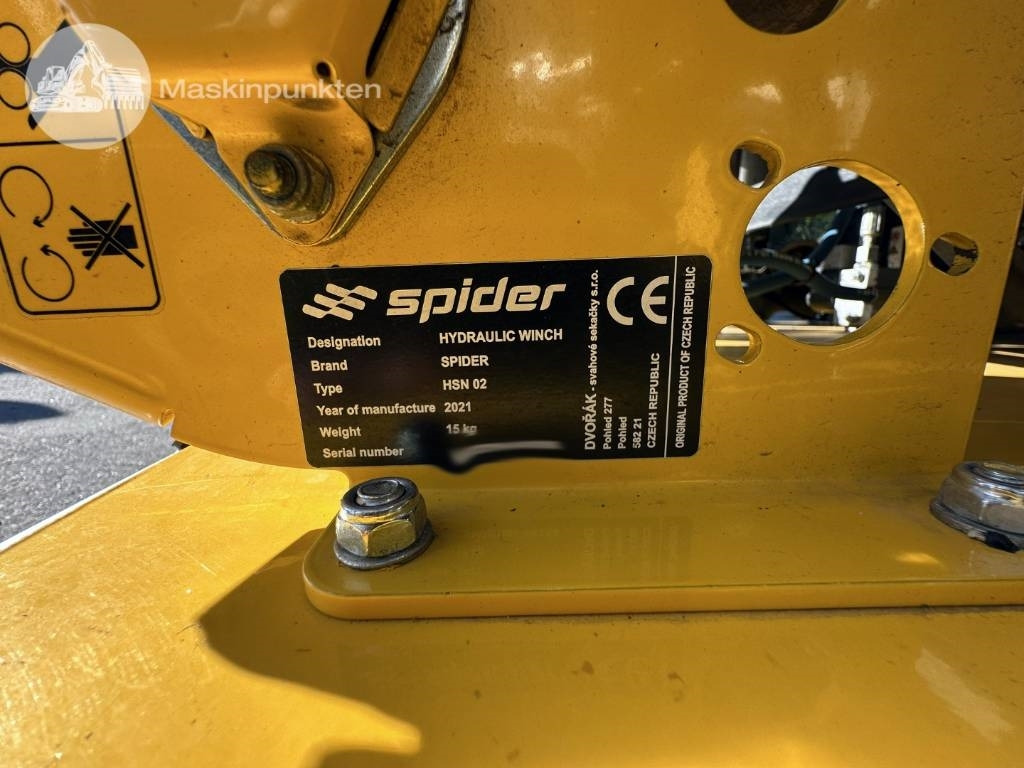 Maskinpunkten
spider
Designation HYDRAULIC WINCH
Brand SPIDER
Type HSN 02
Year of manufacture 2021
Weight 15 kg
Serial number
DVOŘÁK - svahové sekačky s.r.o.
Pohled 277
Pohled
582 21
CZECH REPUBLIC
CE
ORIGINAL PRODUCT OF CZECH REPUBLIC